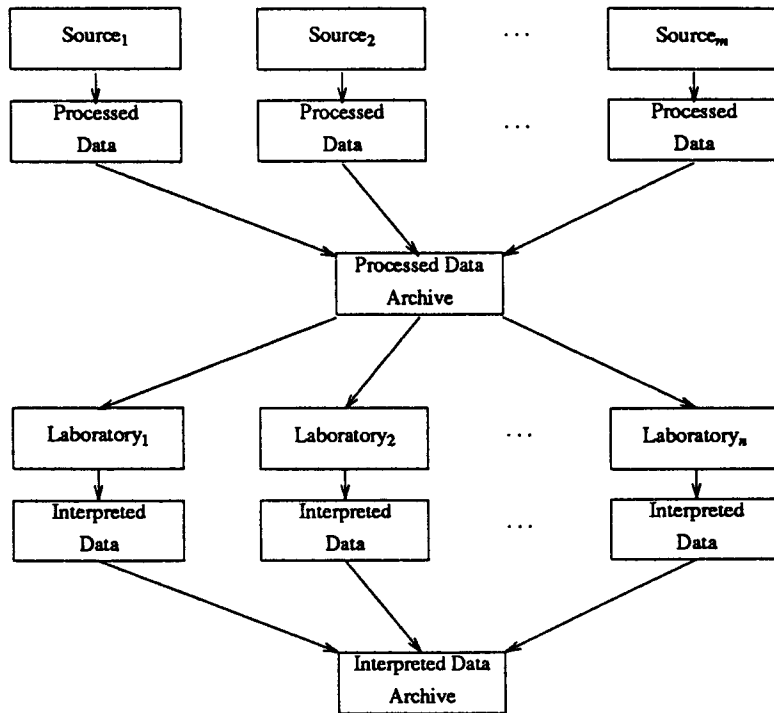 Source₁ Source₂ ··· Sourceₘ
Processed Processed ··· Processed
Data Data Data
Processed Data
Archive
Laboratory₁ Laboratory₂ ··· Laboratoryₙ
Interpreted Interpreted ··· Interpreted
Data Data Data
Interpreted Data
Archive